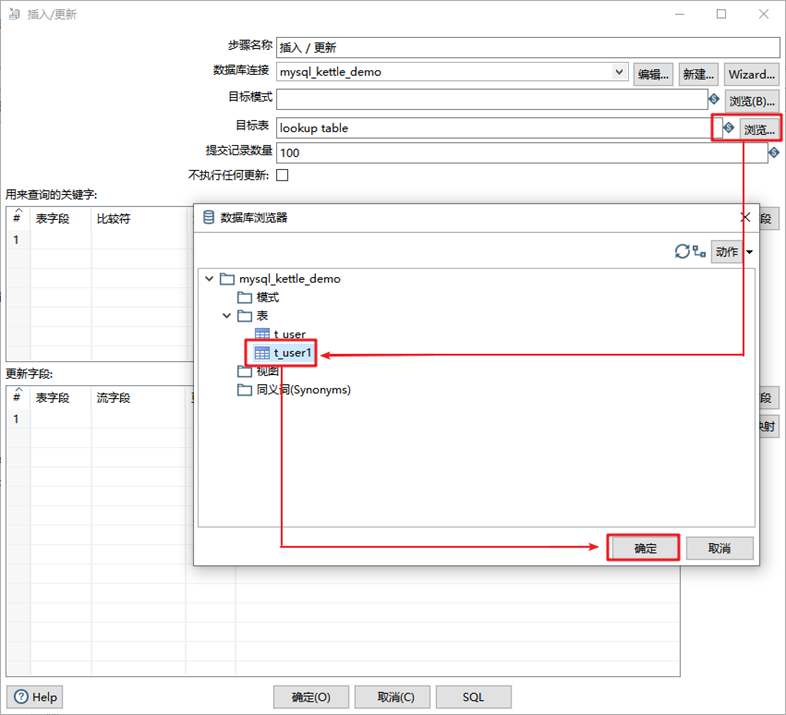 插入/更新
步骤名称 插入 / 更新
数据库连接 mysql_kettle_demo 编辑... 新建... Wizard...
目标模式 浏览(B)...
目标表 lookup table 浏览...
提交记录数量 100
不执行任何更新:
用来查询的关键字:
# 表字段 比较符 段
1
数据库浏览器
动作
mysql_kettle_demo
模式
表
t_user
t_user1
视图
同义词(Synonyms)
确定 取消
更新字段:
# 表字段 流字段 段
1
映射
Help 确定(O) 取消(C) SQL